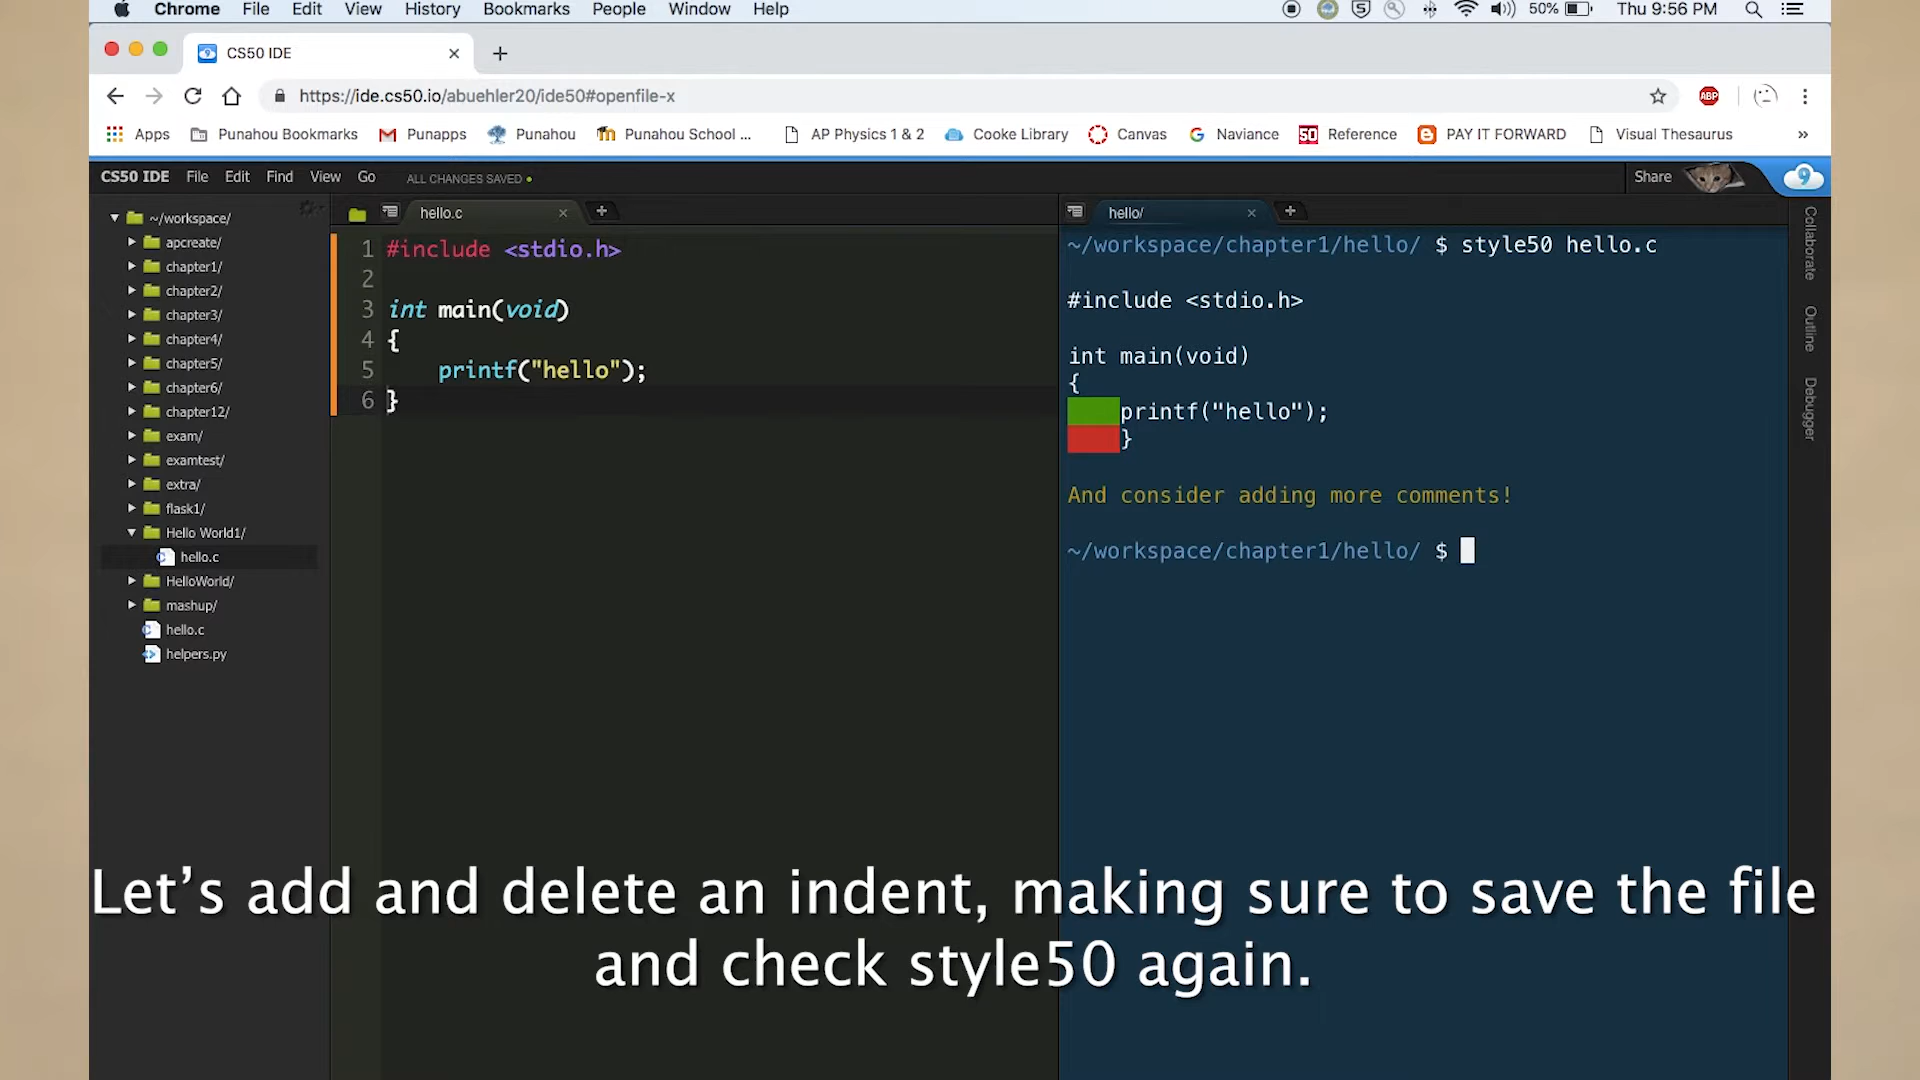 Chrome File Edit View History Bookmarks People Window Help 50% Thu 9:56 PM
CS50 IDE
https://ide.cs50.io/abuehler20/ide50#openfile-x ABP
Apps Punahou Bookmarks Punapps Punahou Punahou School ... AP Physics 1 & 2 Cooke Library Canvas Naviance Reference PAY IT FORWARD Visual Thesaurus »
CS50 IDE File Edit Find View Go ALL CHANGES SAVED Share 9
~/workspace/
apcreate/
chapter1/
chapter2/
chapter3/
chapter4/
chapter5/
chapter6/
chapter12/
exam/
examtest/
extra/
flask1/
Hello World1/
hello.c
HelloWorld/
mashup/
hello.c
helpers.py
hello.c
1 #include <stdio.h>
2
3 int main(void)
4 {
5 printf("hello");
6 }
hello/
~/workspace/chapter1/hello/ $ style50 hello.c
#include <stdio.h>
int main(void)
{
printf("hello");
}
And consider adding more comments!
~/workspace/chapter1/hello/ $
Collaborate
Outline
Debugger
Let's add and delete an indent, making sure to save the file
and check style50 again.